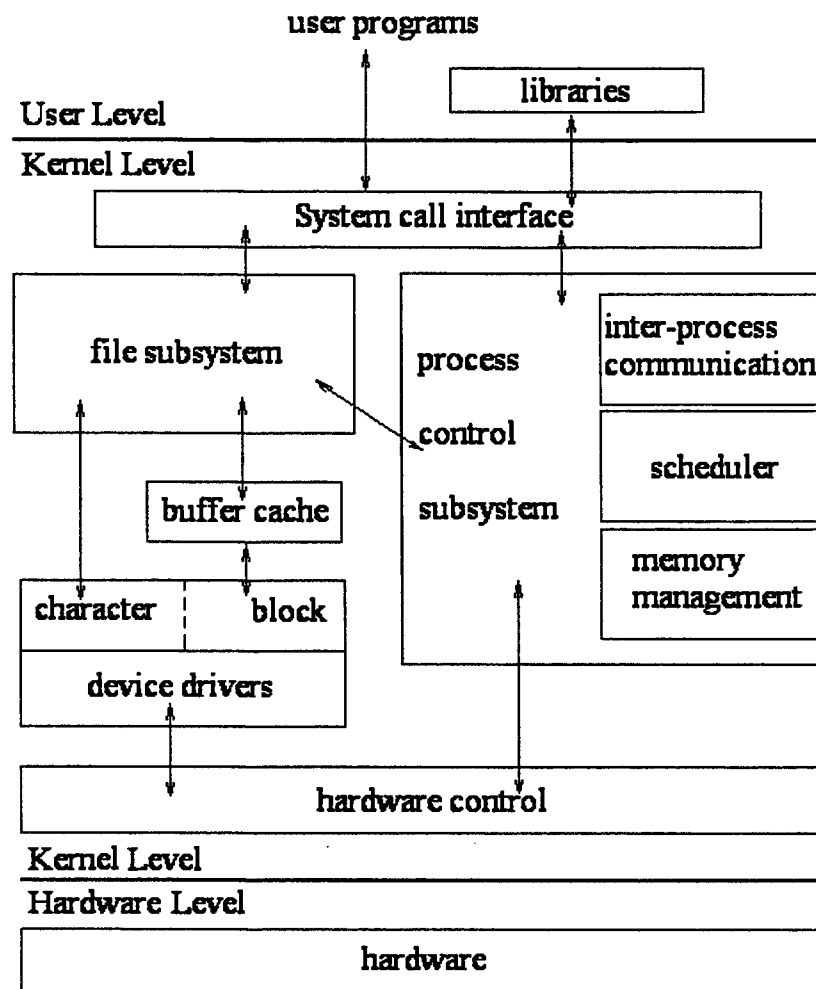 user programs
libraries
User Level
Kernel Level
System call interface
file subsystem
process
control
subsystem
inter-process
communication
scheduler
memory
management
buffer cache
character
block
device drivers
hardware control
Kernel Level
Hardware Level
hardware